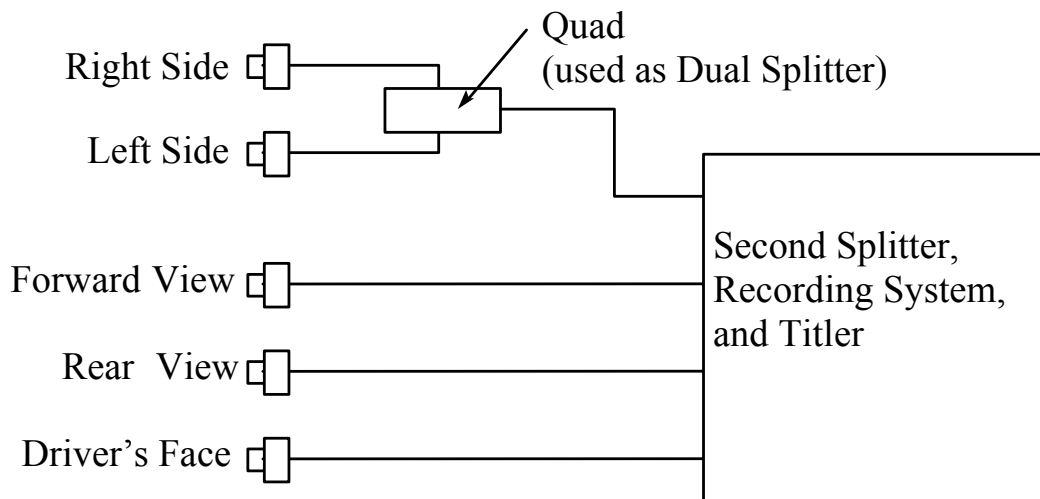 Quad
(used as Dual Splitter)
Right Side
Left Side
Forward View
Rear View
Driver’s Face
Second Splitter,
Recording System,
and Titler